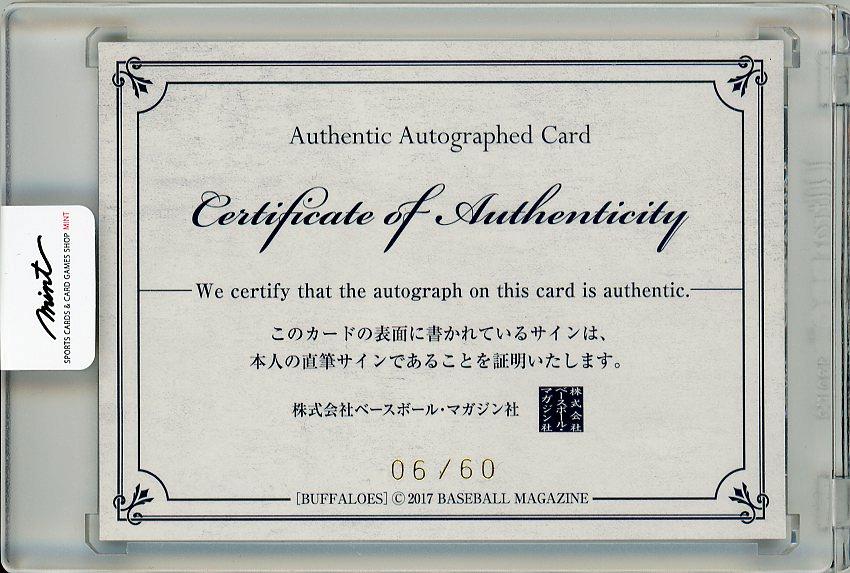 Authentic Autographed Card
Certificate of Authenticity
We certify that the autograph on this card is authentic.
このカードの表面に書かれているサインは、
本人の直筆サインであることを証明いたします。
株式会社ベースボール・マガジン社
株式会社
ベースボール・
マガジン社
06/60
[BUFFALOES] © 2017 BASEBALL MAGAZINE
mint
SPORTS CARDS & CARD GAMES SHOP MINT